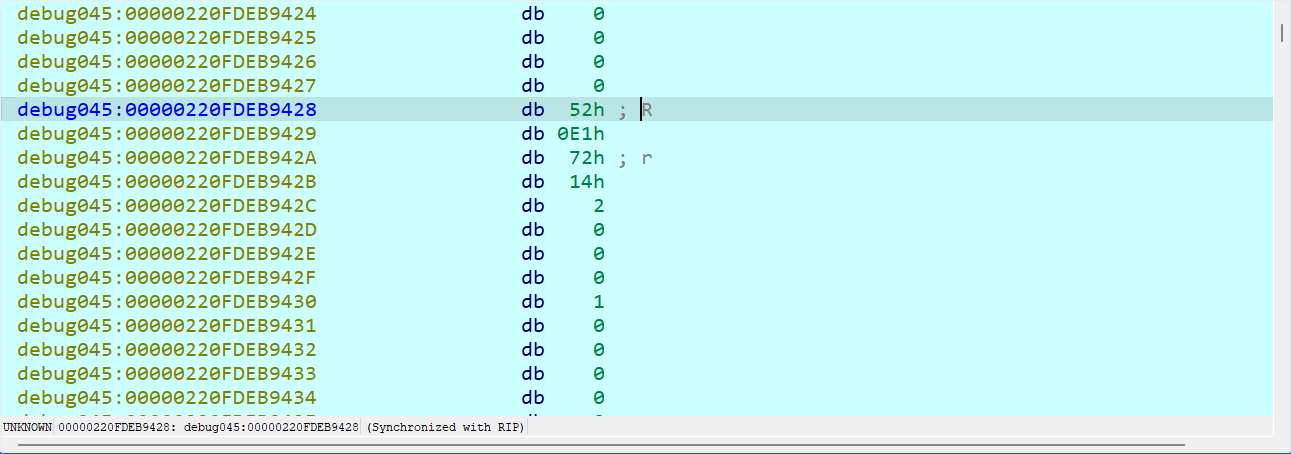 debug045:00000220FDEB9424 db 0
debug045:00000220FDEB9425 db 0
debug045:00000220FDEB9426 db 0
debug045:00000220FDEB9427 db 0
debug045:00000220FDEB9428 db 52h ; R
debug045:00000220FDEB9429 db 0E1h
debug045:00000220FDEB942A db 72h ; r
debug045:00000220FDEB942B db 14h
debug045:00000220FDEB942C db 2
debug045:00000220FDEB942D db 0
debug045:00000220FDEB942E db 0
debug045:00000220FDEB942F db 0
debug045:00000220FDEB9430 db 1
debug045:00000220FDEB9431 db 0
debug045:00000220FDEB9432 db 0
debug045:00000220FDEB9433 db 0
debug045:00000220FDEB9434 db 0
UNKNOWN 00000220FDEB9428: debug045:00000220FDEB9428 (Synchronized with RIP)